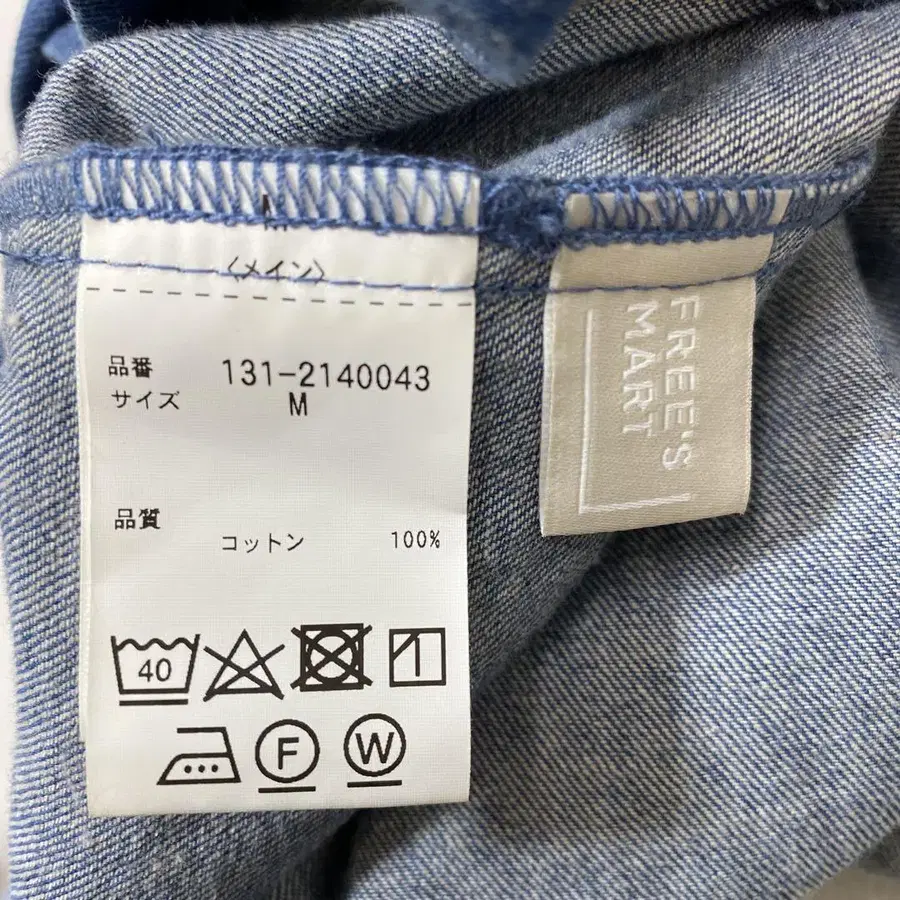 〈メイン〉
品番 131-2140043
サイズ M
品質
コットン 100%
40
F
W
FREE'S
MART